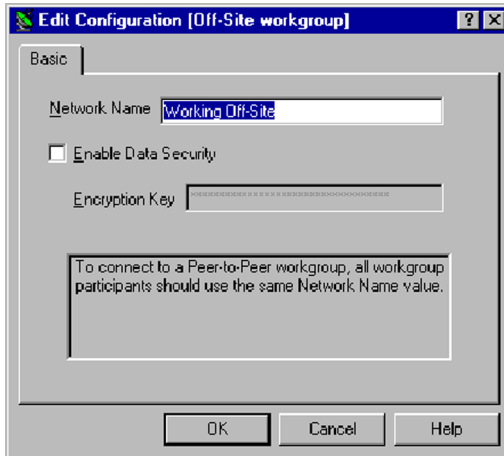 Edit Configuration [Off-Site workgroup]
Basic
Network Name Working Off-Site
Enable Data Security
Encryption Key
To connect to a Peer-to-Peer workgroup, all workgroup
participants should use the same Network Name value.
OK Cancel Help